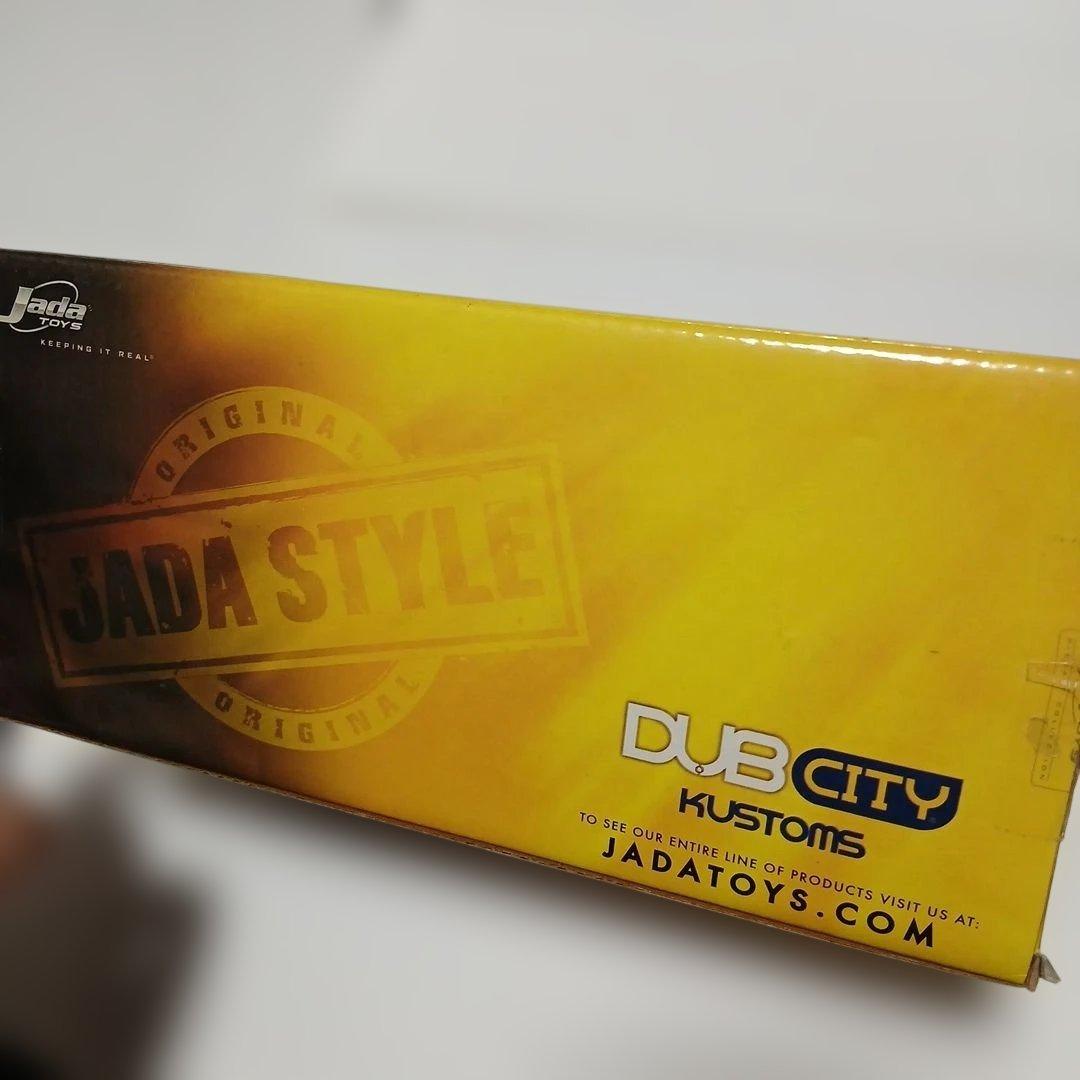 Jada
TOYS
KEEPING IT REAL®
ORIGINAL
JADA STYLE
ORIGINAL
DUB CITY
KUSTOMS
TO SEE OUR ENTIRE LINE OF PRODUCTS VISIT US AT:
JADATOYS.COM